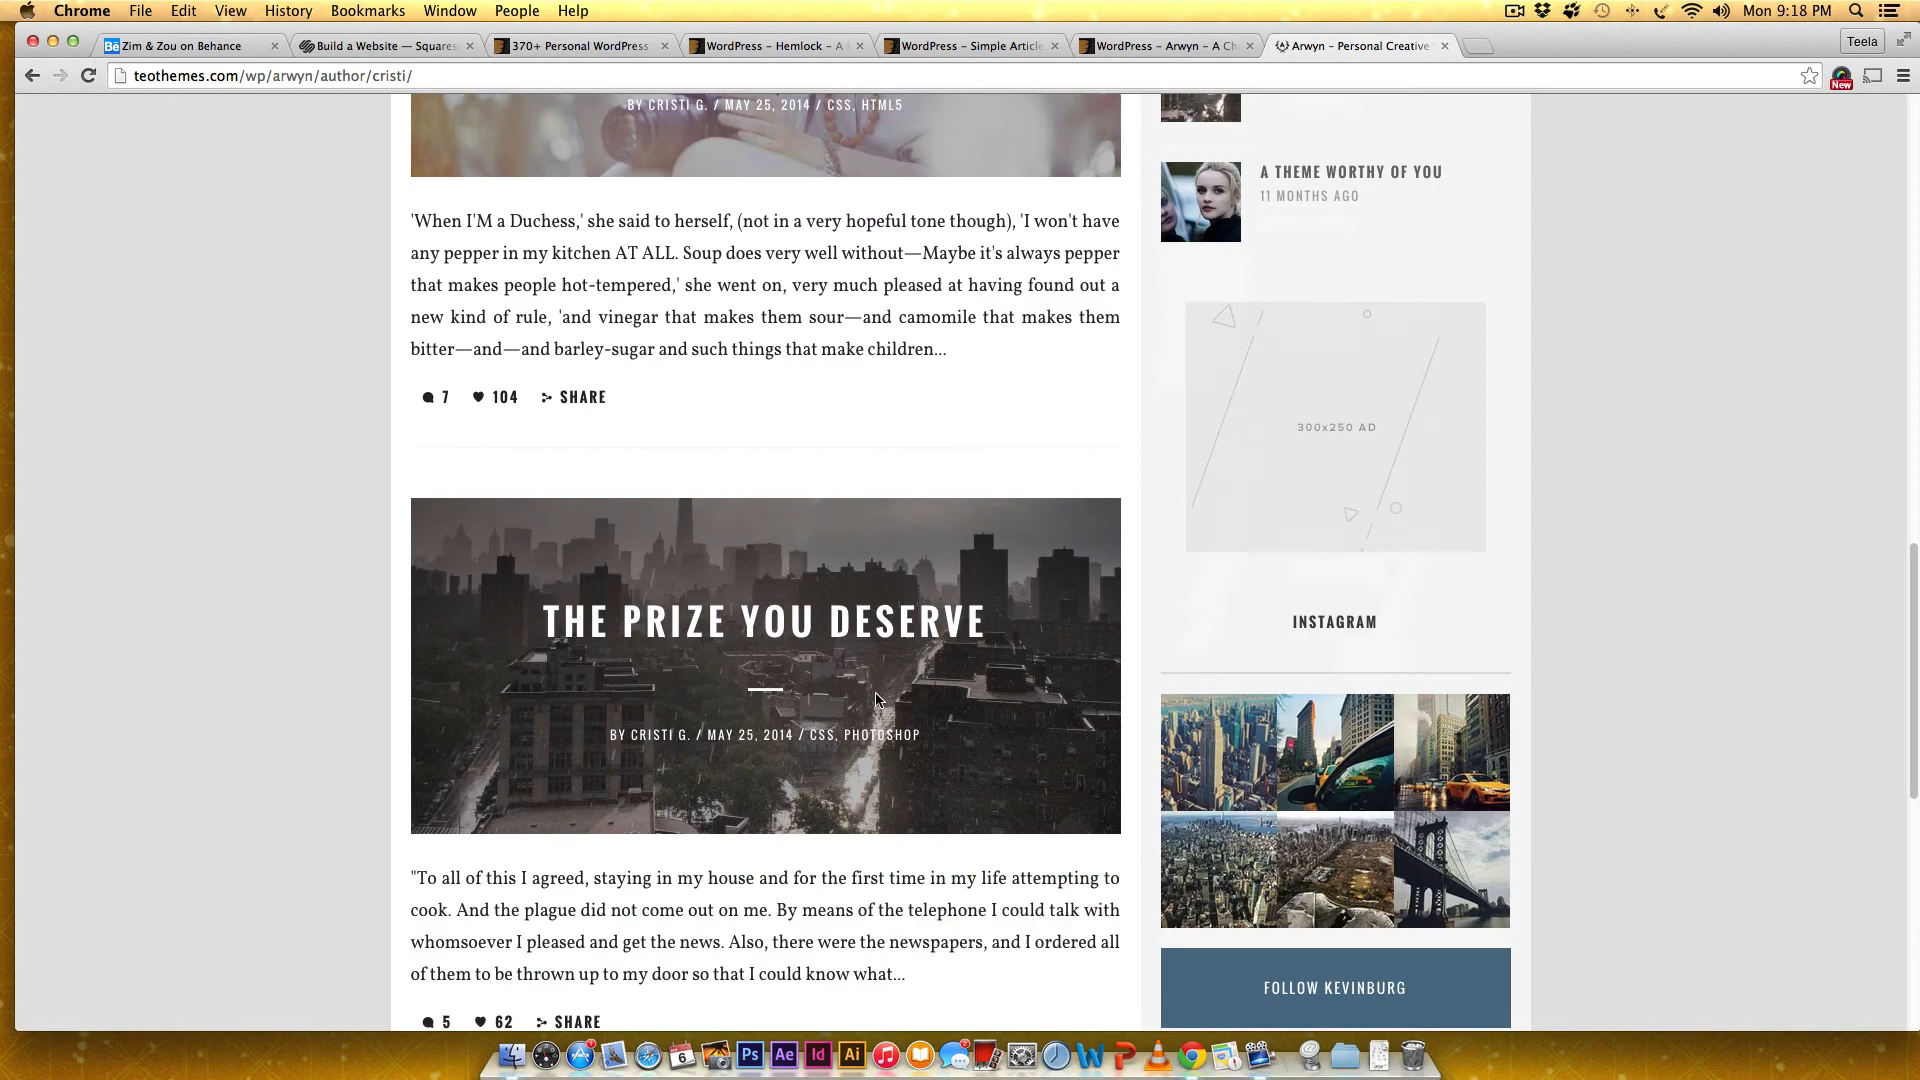 Chrome File Edit View History Bookmarks Window People Help Mon 9:18 PM
Zim & Zou on Behance
Build a Website — Squares
370+ Personal WordPress
WordPress – Hemlock – A
WordPress – Simple Article
WordPress – Arwyn – A Ch
Arwyn – Personal Creative
Teela
teothemes.com/wp/arwyn/author/cristi/
New
BY CRISTI G. / MAY 25, 2014 / CSS, HTML5
'When I'M a Duchess,' she said to herself, (not in a very hopeful tone though), 'I won't have
any pepper in my kitchen AT ALL. Soup does very well without—Maybe it's always pepper
that makes people hot-tempered,' she went on, very much pleased at having found out a
new kind of rule, 'and vinegar that makes them sour—and camomile that makes them
bitter—and—and barley-sugar and such things that make children...
7 104 SHARE
THE PRIZE YOU DESERVE
BY CRISTI G. / MAY 25, 2014 / CSS, PHOTOSHOP
"To all of this I agreed, staying in my house and for the first time in my life attempting to
cook. And the plague did not come out on me. By means of the telephone I could talk with
whomsoever I pleased and get the news. Also, there were the newspapers, and I ordered all
of them to be thrown up to my door so that I could know what...
5 62 SHARE
A THEME WORTHY OF YOU
11 MONTHS AGO
300x250 AD
INSTAGRAM
FOLLOW KEVINBURG
6
Ps
Ae
Id
Ai
W